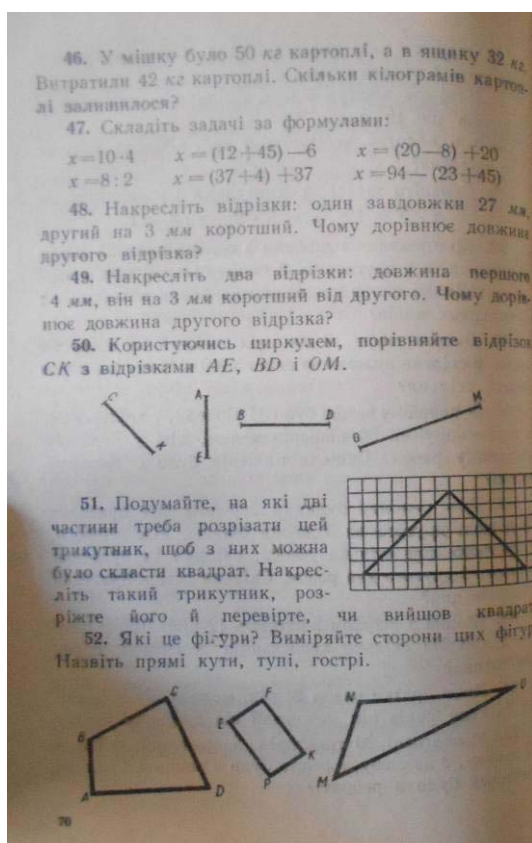 46. У мішку було 50 кг картоплі, а в ящику 32 кг.
Витратили 42 кг картоплі. Скільки кілограмів картоп-
лі залишилося?
47. Складіть задачі за формулами:
x=10·4 x = (12+45) —6 x = (20—8) +20
x=8 : 2 x = (37+4) +37 x = 94— (23+45)
48. Накресліть відрізки: один завдовжки 27 мм,
другий на 3 мм коротший. Чому дорівнює довжина
другого відрізка?
49. Накресліть два відрізки: довжина першого
4 мм, він на 3 мм коротший від другого. Чому дорів-
нює довжина другого відрізка?
50. Користуючись циркулем, порівняйте відрізок
СК з відрізками АЕ, BD і ОМ.
C K A E B D O M
51. Подумайте, на які дві
частини треба розрізати цей
трикутник, щоб з них можна
було скласти квадрат. Накрес-
літь такий трикутник, роз-
ріжте його й перевірте, чи вийшов квадрат
52. Які це фігури? Виміряйте сторони цих фігур
Назвіть прямі кути, тупі, гострі.
B C A D E F K P N M
70